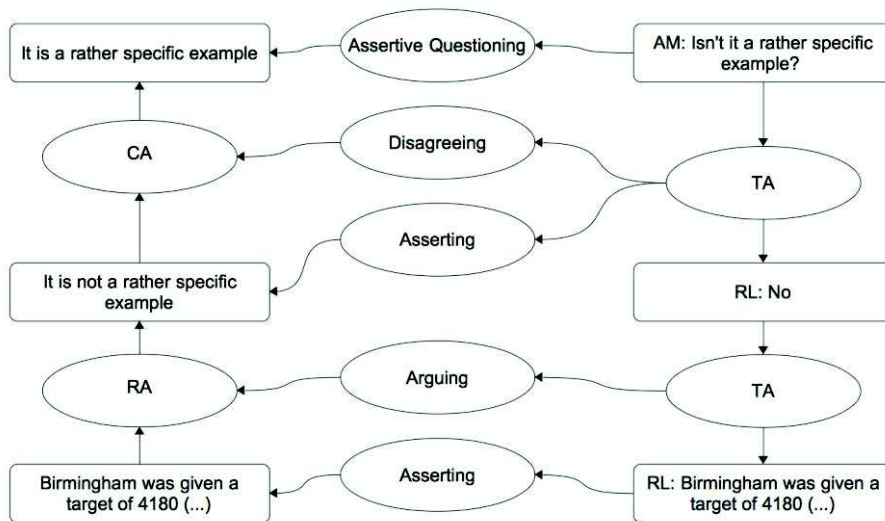 It is a rather specific example
Assertive Questioning
AM: Isn't it a rather specific
example?
CA
Disagreeing
TA
Asserting
It is not a rather specific
example
RL: No
RA
Arguing
TA
Birmingham was given a
target of 4180 (...)
Asserting
RL: Birmingham was given a
target of 4180 (...)